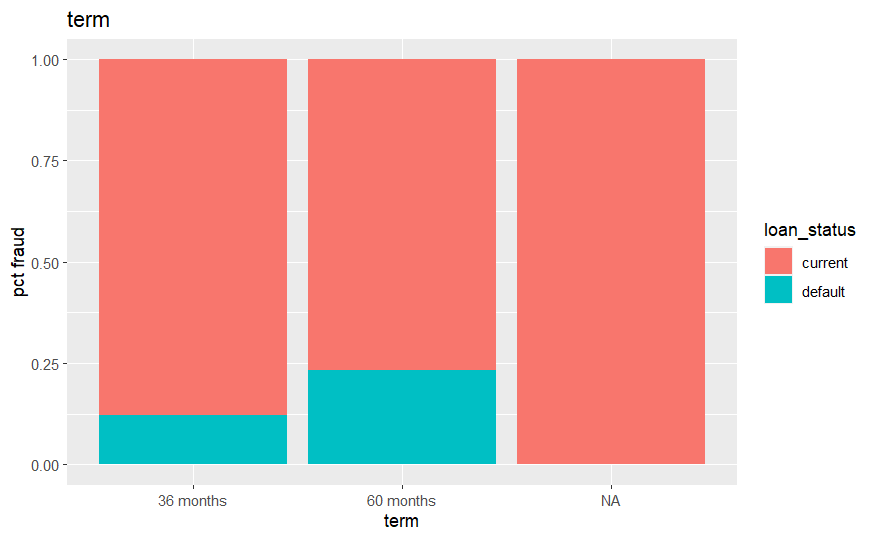 term
1.00
0.75
0.50
0.25
0.00
pct fraud
36 months
60 months
NA
term
loan_status
current
default